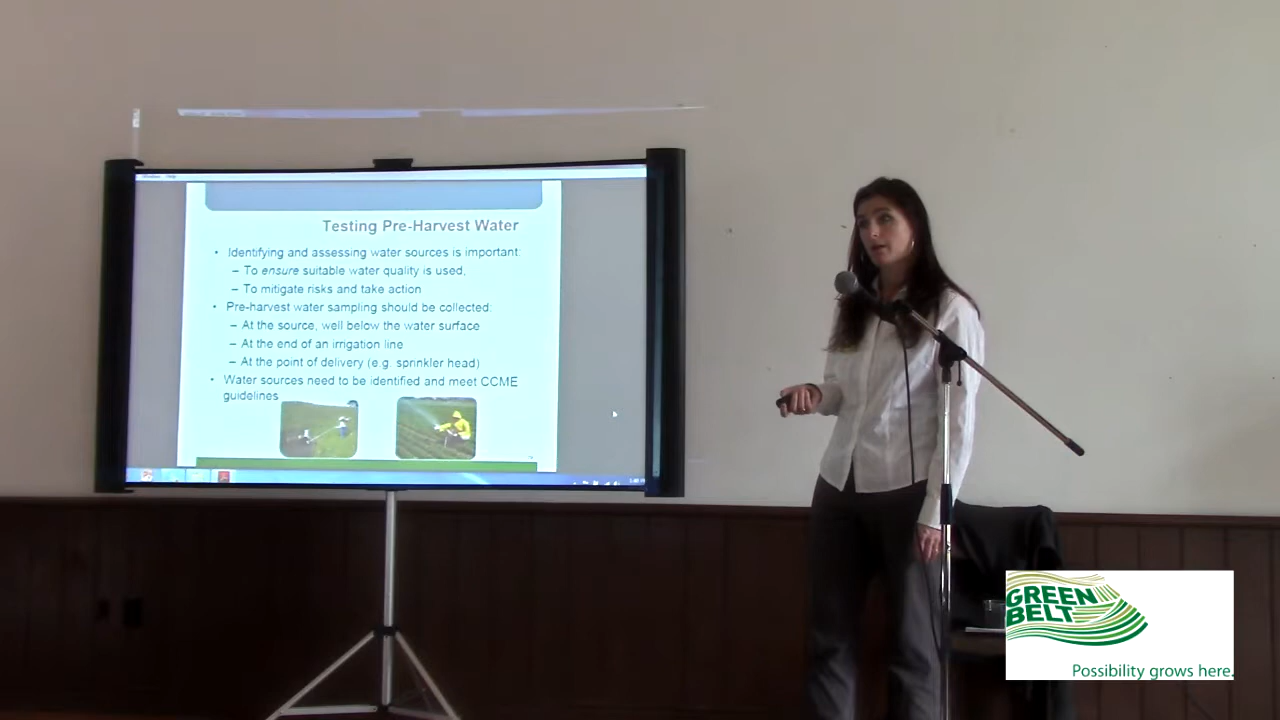 Window Help
Testing Pre-Harvest Water
• Identifying and assessing water sources is important:
– To ensure suitable water quality is used,
– To mitigate risks and take action
• Pre-harvest water sampling should be collected:
– At the source, well below the water surface
– At the end of an irrigation line
– At the point of delivery (e.g. sprinkler head)
• Water sources need to be identified and meet CCME
guidelines
GREEN
BELT
Possibility grows here.